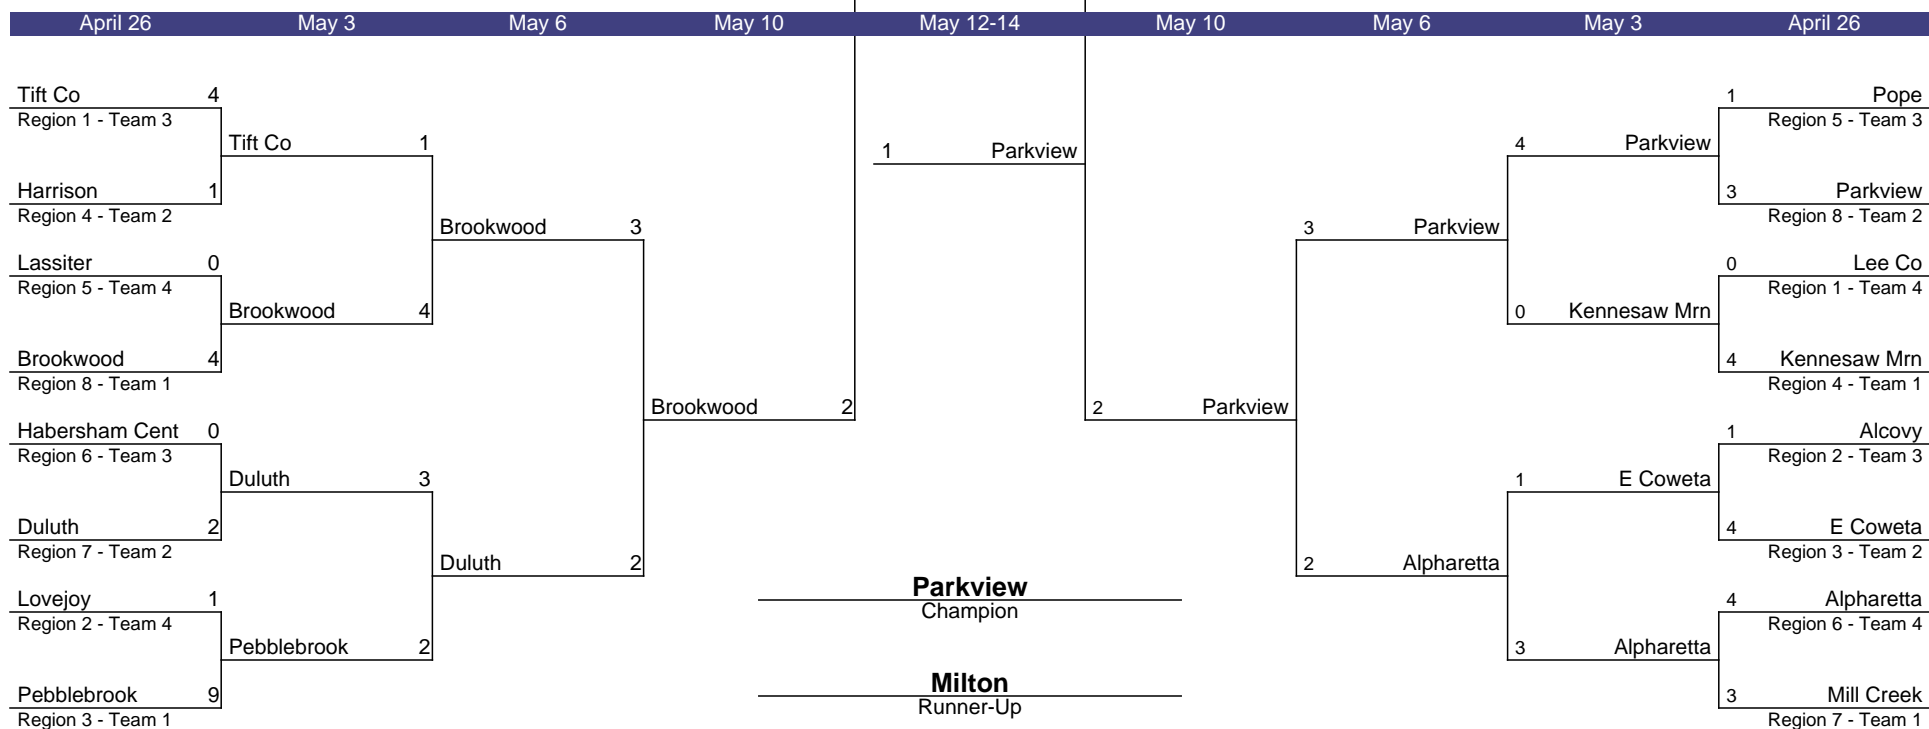 April 26 May 3 May 6 May 10 May 12-14 May 10 May 6 May 3 April 26
Tift Co 4
Region 1 - Team 3
Tift Co 1
Harrison 1
Region 4 - Team 2
Brookwood 3
Lassiter 0
Region 5 - Team 4
Brookwood 4
Brookwood 4
Region 8 - Team 1
Brookwood 2
Habersham Cent 0
Region 6 - Team 3
Duluth 3
Duluth 2
Region 7 - Team 2
Duluth 2
Lovejoy 1
Region 2 - Team 4
Pebblebrook 2
Pebblebrook 9
Region 3 - Team 1
1 Parkview
Parkview
Champion
Milton
Runner-Up
1 Pope
Region 5 - Team 3
4 Parkview
3 Parkview
Region 8 - Team 2
3 Parkview
0 Lee Co
Region 1 - Team 4
0 Kennesaw Mrn
4 Kennesaw Mrn
Region 4 - Team 1
2 Parkview
1 Alcovy
Region 2 - Team 3
1 E Coweta
4 E Coweta
Region 3 - Team 2
2 Alpharetta
4 Alpharetta
Region 6 - Team 4
3 Alpharetta
3 Mill Creek
Region 7 - Team 1